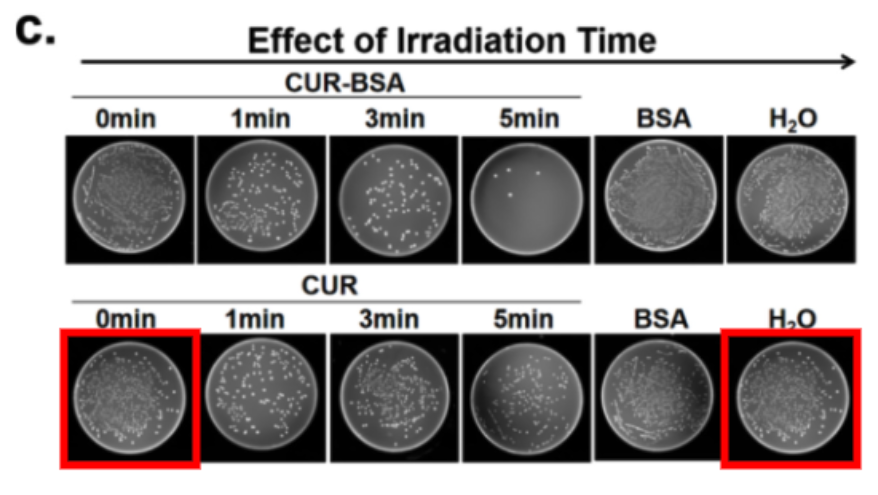 c.
Effect of Irradiation Time
CUR-BSA
0min 1min 3min 5min BSA H₂O
CUR
0min 1min 3min 5min BSA H₂O